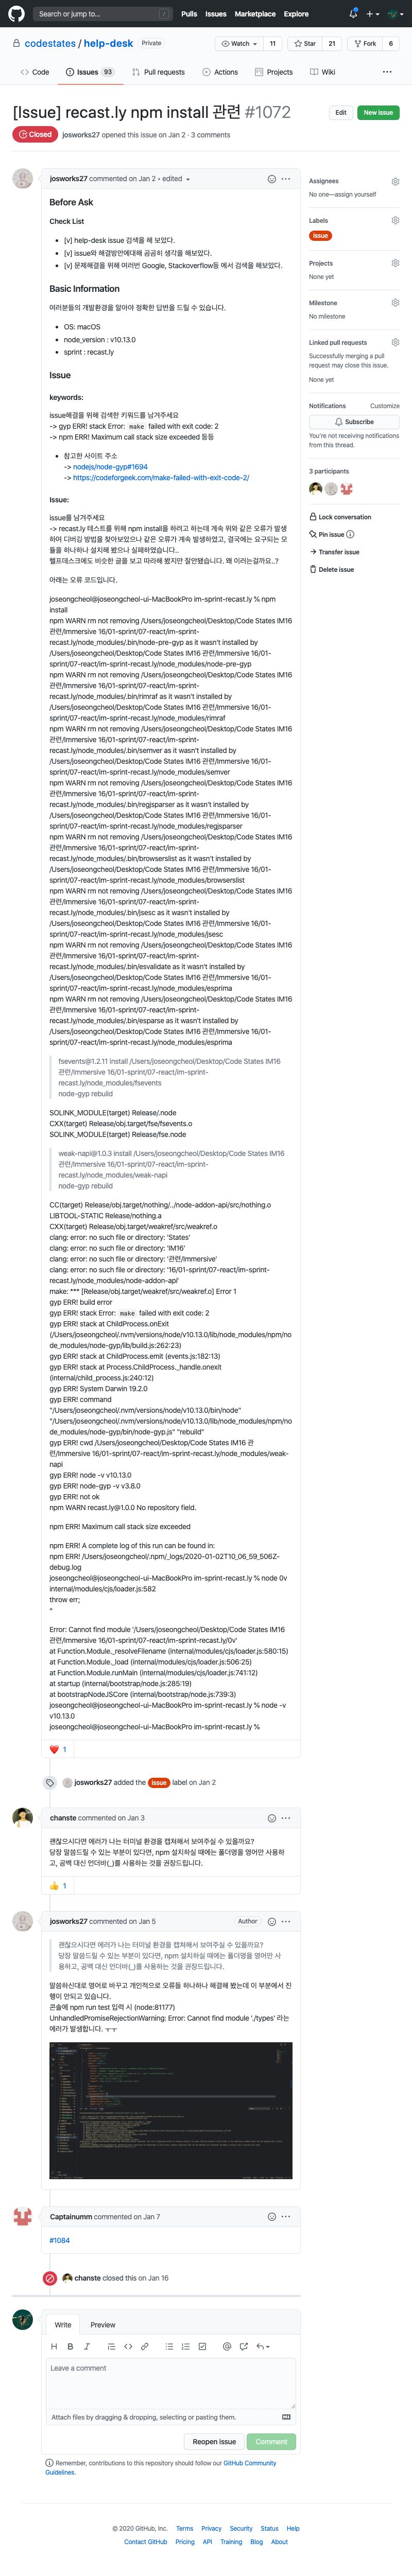 Search or jump to...
/
Pulls Issues Marketplace Explore
codestates / help-desk Private
Watch 11 Star 21 Fork 6
Code Issues 93 Pull requests Actions Projects Wiki
[Issue] recast.ly npm install 관련 #1072
Edit New issue
Closed josworks27 opened this issue on Jan 2 · 3 comments
josworks27 commented on Jan 2 • edited
Before Ask
Check List
• [v] help-desk issue 검색을 해 보았다.
• [v] issue와 해결방안에대해 곰곰히 생각을 해보았다.
• [v] 문제해결을 위해 여러번 Google, Stackoverflow등 에서 검색을 해보았다.
Basic Information
여러분들의 개발환경을 알아야 정확한 답변을 드릴 수 있습니다.
• OS: macOS
• node_version : v10.13.0
• sprint : recast.ly
Issue
keywords:
issue해결을 위해 검색한 키워드를 남겨주세요
-> gyp ERR! stack Error: make failed with exit code: 2
-> npm ERR! Maximum call stack size exceeded 등등
• 참고한 사이트 주소
-> nodejs/node-gyp#1694
-> https://codeforgeek.com/make-failed-with-exit-code-2/
Issue:
issue를 남겨주세요
-> recast.ly 테스트를 위해 npm install을 하려고 하는데 계속 위와 같은 오류가 발생
하여 디버깅 방법을 찾아보았으나 같은 오류가 계속 발생하였고, 결국에는 요구되는 모
듈들을 하나하나 설치해 봤으나 실패하였습니다..
헬프데스크에도 비슷한 글을 보고 따라해 봤지만 잘안됐습니다. 왜 이러는걸까요..?
아래는 오류 코드입니다.
joseongcheol@joseongcheol-ui-MacBookPro im-sprint-recast.ly % npm
install
npm WARN rm not removing /Users/joseongcheol/Desktop/Code States IM16
관련/Immersive 16/01-sprint/07-react/im-sprint-
recast.ly/node_modules/.bin/node-pre-gyp as it wasn't installed by
/Users/joseongcheol/Desktop/Code States IM16 관련/Immersive 16/01-
sprint/07-react/im-sprint-recast.ly/node_modules/node-pre-gyp
npm WARN rm not removing /Users/joseongcheol/Desktop/Code States IM16
관련/Immersive 16/01-sprint/07-react/im-sprint-
recast.ly/node_modules/.bin/rimraf as it wasn't installed by
/Users/joseongcheol/Desktop/Code States IM16 관련/Immersive 16/01-
sprint/07-react/im-sprint-recast.ly/node_modules/rimraf
npm WARN rm not removing /Users/joseongcheol/Desktop/Code States IM16
관련/Immersive 16/01-sprint/07-react/im-sprint-
recast.ly/node_modules/.bin/semver as it wasn't installed by
/Users/joseongcheol/Desktop/Code States IM16 관련/Immersive 16/01-
sprint/07-react/im-sprint-recast.ly/node_modules/semver
npm WARN rm not removing /Users/joseongcheol/Desktop/Code States IM16
관련/Immersive 16/01-sprint/07-react/im-sprint-
recast.ly/node_modules/.bin/regjsparser as it wasn't installed by
/Users/joseongcheol/Desktop/Code States IM16 관련/Immersive 16/01-
sprint/07-react/im-sprint-recast.ly/node_modules/regjsparser
npm WARN rm not removing /Users/joseongcheol/Desktop/Code States IM16
관련/Immersive 16/01-sprint/07-react/im-sprint-
recast.ly/node_modules/.bin/browserslist as it wasn't installed by
/Users/joseongcheol/Desktop/Code States IM16 관련/Immersive 16/01-
sprint/07-react/im-sprint-recast.ly/node_modules/browserslist
npm WARN rm not removing /Users/joseongcheol/Desktop/Code States IM16
관련/Immersive 16/01-sprint/07-react/im-sprint-
recast.ly/node_modules/.bin/jsesc as it wasn't installed by
/Users/joseongcheol/Desktop/Code States IM16 관련/Immersive 16/01-
sprint/07-react/im-sprint-recast.ly/node_modules/jsesc
npm WARN rm not removing /Users/joseongcheol/Desktop/Code States IM16
관련/Immersive 16/01-sprint/07-react/im-sprint-
recast.ly/node_modules/.bin/esvalidate as it wasn't installed by
/Users/joseongcheol/Desktop/Code States IM16 관련/Immersive 16/01-
sprint/07-react/im-sprint-recast.ly/node_modules/esprima
npm WARN rm not removing /Users/joseongcheol/Desktop/Code States IM16
관련/Immersive 16/01-sprint/07-react/im-sprint-
recast.ly/node_modules/.bin/esparse as it wasn't installed by
/Users/joseongcheol/Desktop/Code States IM16 관련/Immersive 16/01-
sprint/07-react/im-sprint-recast.ly/node_modules/esprima
fsevents@1.2.11 install /Users/joseongcheol/Desktop/Code States IM16
관련/Immersive 16/01-sprint/07-react/im-sprint-
recast.ly/node_modules/fsevents
node-gyp rebuild
SOLINK_MODULE(target) Release/.node
CXX(target) Release/obj.target/fse/fsevents.o
SOLINK_MODULE(target) Release/fse.node
weak-napi@1.0.3 install /Users/joseongcheol/Desktop/Code States IM16
관련/Immersive 16/01-sprint/07-react/im-sprint-
recast.ly/node_modules/weak-napi
node-gyp rebuild
CC(target) Release/obj.target/nothing/../node-addon-api/src/nothing.o
LIBTOOL-STATIC Release/nothing.a
CXX(target) Release/obj.target/weakref/src/weakref.o
clang: error: no such file or directory: 'States'
clang: error: no such file or directory: 'IM16'
clang: error: no such file or directory: '관련/Immersive'
clang: error: no such file or directory: '16/01-sprint/07-react/im-sprint-
recast.ly/node_modules/node-addon-api'
make: *** [Release/obj.target/weakref/src/weakref.o] Error 1
gyp ERR! build error
gyp ERR! stack Error: make failed with exit code: 2
gyp ERR! stack at ChildProcess.onExit
(/Users/joseongcheol/.nvm/versions/node/v10.13.0/lib/node_modules/npm/no
de_modules/node-gyp/lib/build.js:262:23)
gyp ERR! stack at ChildProcess.emit (events.js:182:13)
gyp ERR! stack at Process.ChildProcess._handle.onexit
(internal/child_process.js:240:12)
gyp ERR! System Darwin 19.2.0
gyp ERR! command
"/Users/joseongcheol/.nvm/versions/node/v10.13.0/bin/node"
"/Users/joseongcheol/.nvm/versions/node/v10.13.0/lib/node_modules/npm/no
de_modules/node-gyp/bin/node-gyp.js" "rebuild"
gyp ERR! cwd /Users/joseongcheol/Desktop/Code States IM16 관
련/Immersive 16/01-sprint/07-react/im-sprint-recast.ly/node_modules/weak-
napi
gyp ERR! node -v v10.13.0
gyp ERR! node-gyp -v v3.8.0
gyp ERR! not ok
npm WARN recast.ly@1.0.0 No repository field.
npm ERR! Maximum call stack size exceeded
npm ERR! A complete log of this run can be found in:
npm ERR! /Users/joseongcheol/.npm/_logs/2020-01-02T10_06_59_506Z-
debug.log
joseongcheol@joseongcheol-ui-MacBookPro im-sprint-recast.ly % node 0v
internal/modules/cjs/loader.js:582
throw err;
^
Error: Cannot find module '/Users/joseongcheol/Desktop/Code States IM16
관련/Immersive 16/01-sprint/07-react/im-sprint-recast.ly/0v'
at Function.Module._resolveFilename (internal/modules/cjs/loader.js:580:15)
at Function.Module._load (internal/modules/cjs/loader.js:506:25)
at Function.Module.runMain (internal/modules/cjs/loader.js:741:12)
at startup (internal/bootstrap/node.js:285:19)
at bootstrapNodeJSCore (internal/bootstrap/node.js:739:3)
joseongcheol@joseongcheol-ui-MacBookPro im-sprint-recast.ly % node -v
v10.13.0
joseongcheol@joseongcheol-ui-MacBookPro im-sprint-recast.ly %
❤️ 1
josworks27 added the issue label on Jan 2
chanste commented on Jan 3
괜찮으시다면 에러가 나는 터미널 환경을 캡쳐해서 보여주실 수 있을까요?
당장 말씀드릴 수 있는 부분이 있다면, npm 설치하실 때에는 폴더명을 영어만 사용하
고, 공백 대신 언더바(_)를 사용하는 것을 권장드립니다.
👍 1
josworks27 commented on Jan 5 Author
괜찮으시다면 에러가 나는 터미널 환경을 캡쳐해서 보여주실 수 있을까요?
당장 말씀드릴 수 있는 부분이 있다면, npm 설치하실 때에는 폴더명을 영어만 사
용하고, 공백 대신 언더바(_)를 사용하는 것을 권장드립니다.
말씀하신대로 영어로 바꾸고 개인적으로 오류들 하나하나 해결해 봤는데 이 부분에서 진
행이 안되고 있습니다.
콘솔에 npm run test 입력 시 (node:81177)
UnhandledPromiseRejectionWarning: Error: Cannot find module './types' 라는
에러가 발생합니다. ㅜㅜ
Captainumm commented on Jan 7
#1084
chanste closed this on Jan 16
Write Preview
Leave a comment
Attach files by dragging & dropping, selecting or pasting them.
Reopen issue Comment
Remember, contributions to this repository should follow our GitHub Community
Guidelines.
Assignees
No one—assign yourself
Labels
issue
Projects
None yet
Milestone
No milestone
Linked pull requests
Successfully merging a pull
request may close this issue.
None yet
Notifications Customize
Subscribe
You're not receiving notifications
from this thread.
3 participants
Lock conversation
Pin issue
Transfer issue
Delete issue
© 2020 GitHub, Inc. Terms Privacy Security Status Help
Contact GitHub Pricing API Training Blog About